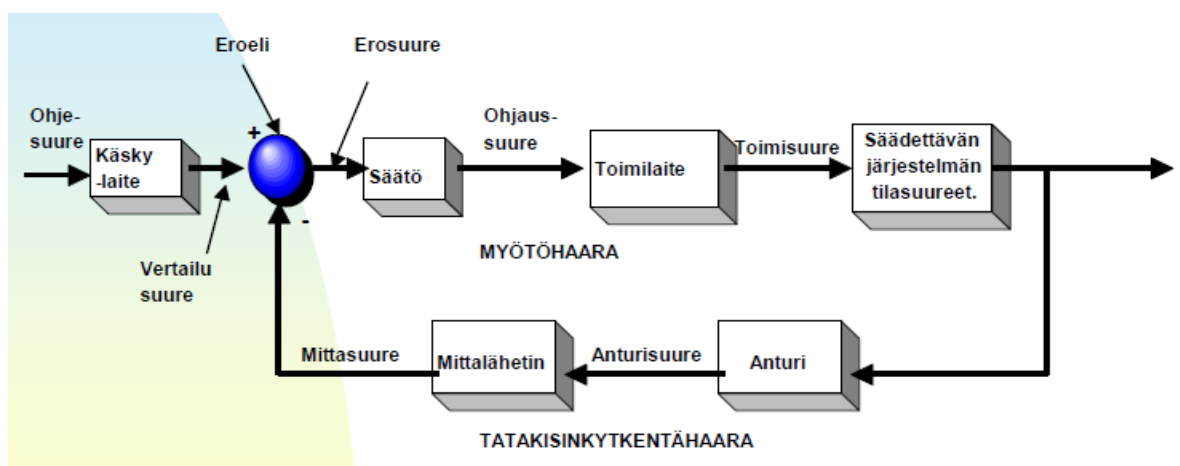 Eroeli
Erosuure
Ohje-
suure
Käsky
-laite
+
Säätö
Ohjaus-
suure
Toimilaite
Toimisuure
Säädettävän
järjestelmän
tilasuureet.
-
Vertailu
suure
MYÖTÖHAARA
Mittasuure
Mittalähetin
Anturisuure
Anturi
TATAKISINKYTKENTÄHAARA